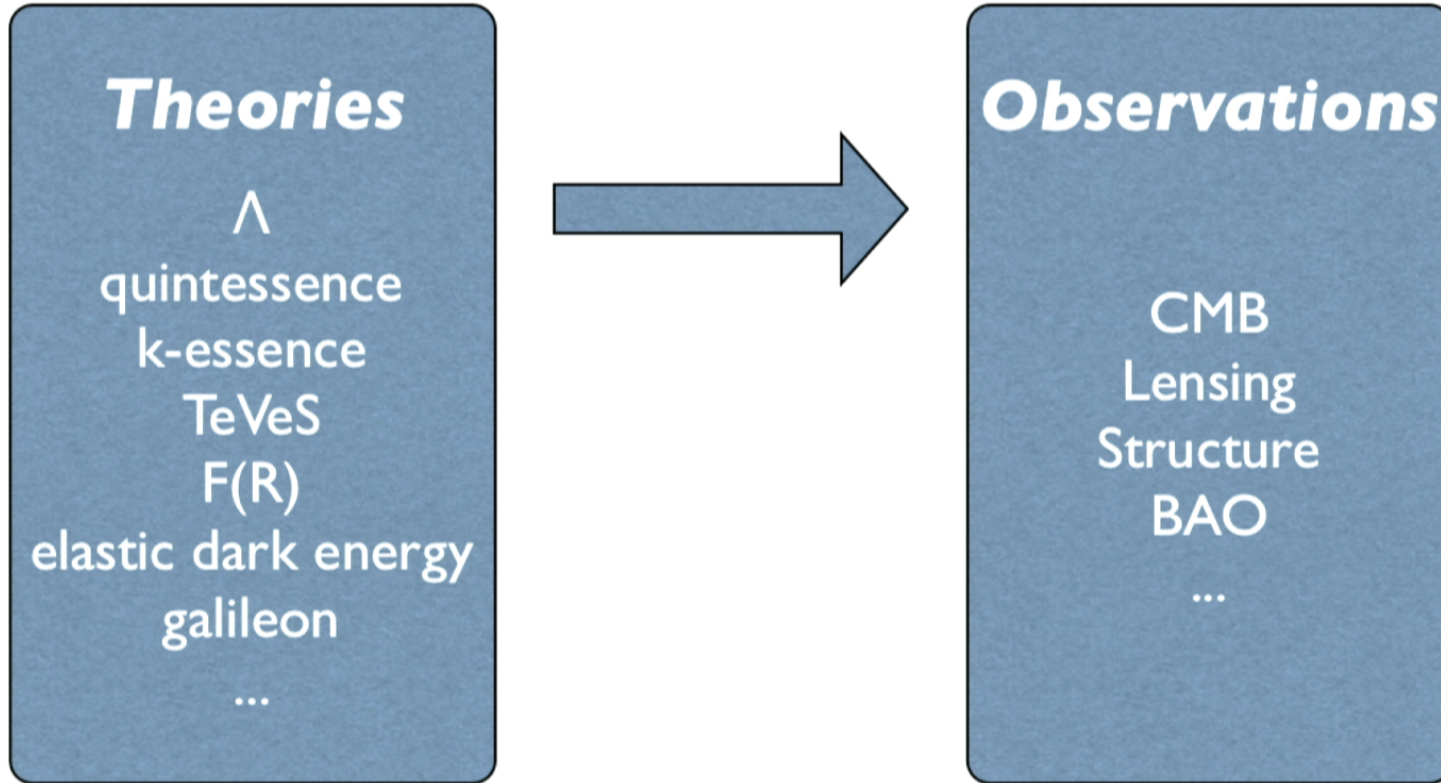 Theories
Λ
quintessence
k-essence
TeVeS
F(R)
elastic dark energy
galileon
...
Observations
CMB
Lensing
Structure
BAO
...